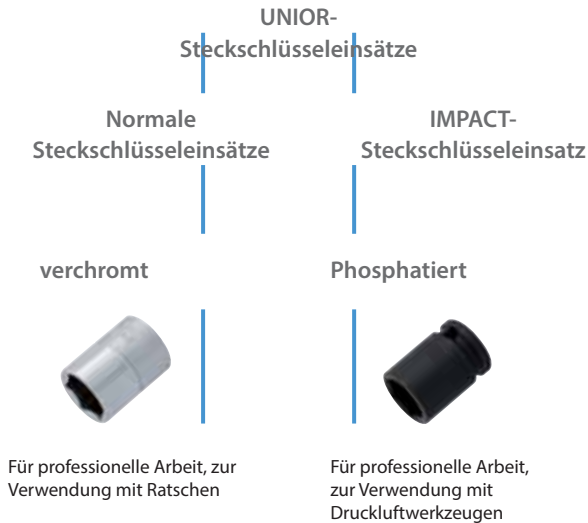 UNIOR-
Steckschlüsseleinsätze
Normale
Steckschlüsseleinsätze
IMPACT-
Steckschlüsseleinsatz
verchromt
Phosphatiert
Für professionelle Arbeit, zur
Verwendung mit Ratschen
Für professionelle Arbeit,
zur Verwendung mit
Druckluftwerkzeugen